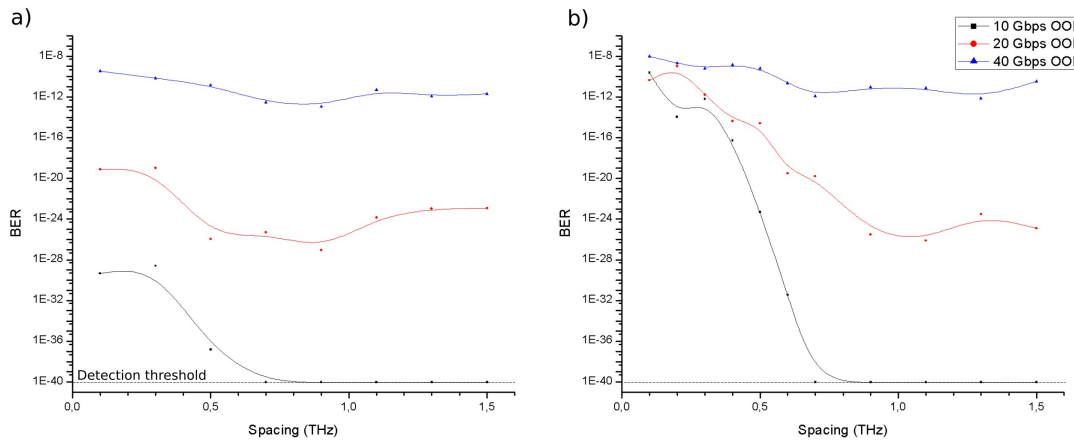 a)
1E-8
1E-12
1E-16
1E-20
1E-24
1E-28
1E-32
1E-36
1E-40
BER
Detection threshold
0,0
0,5
1,0
1,5
Spacing (THz)
b)
10 Gbps OOI
20 Gbps OOI
40 Gbps OOI
1E-8
1E-12
1E-16
1E-20
1E-24
1E-28
1E-32
1E-36
1E-40
BER
0,0
0,5
1,0
1,5
Spacing (THz)